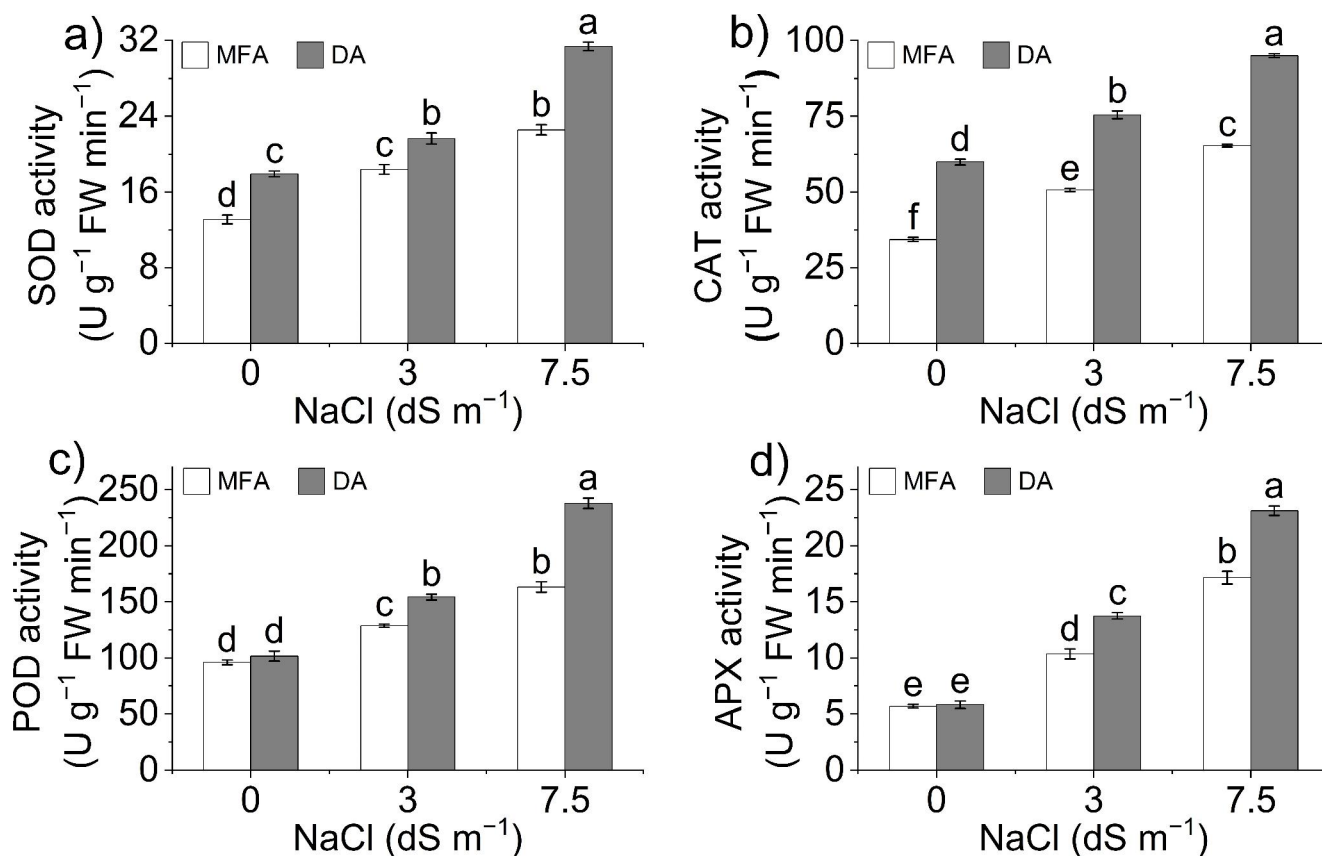 a)
MFA DA
SOD activity
(U g⁻¹ FW min⁻¹)
32
24
16
8
0
d c c b b a
0 3 7.5
NaCl (dS m⁻¹)
b)
MFA DA
CAT activity
(U g⁻¹ FW min⁻¹)
100
75
50
25
0
f d e b c a
0 3 7.5
NaCl (dS m⁻¹)
c)
MFA DA
POD activity
(U g⁻¹ FW min⁻¹)
250
200
150
100
50
0
d d c b b a
0 3 7.5
NaCl (dS m⁻¹)
d)
MFA DA
APX activity
(U g⁻¹ FW min⁻¹)
25
20
15
10
5
0
e e d c b a
0 3 7.5
NaCl (dS m⁻¹)